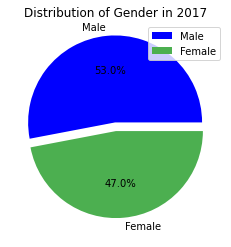 Distribution of Gender in 2017
Male
Male
Female
53.0%
47.0%
Female